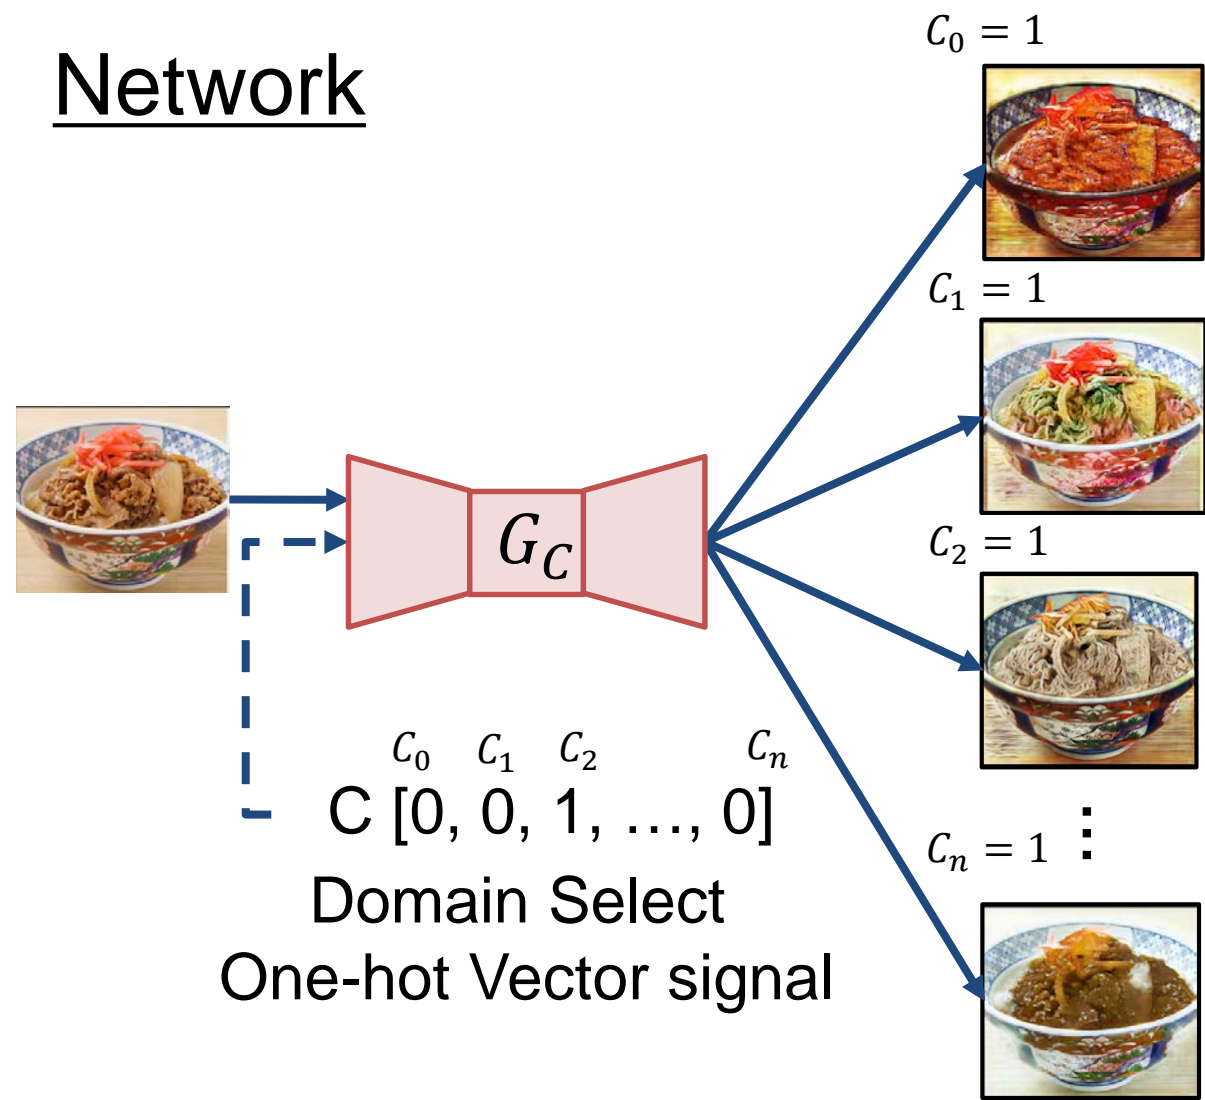 Network
C₀ = 1
C₁ = 1
G_C
C₂ = 1
C₀ C₁ C₂ Cₙ
C [0, 0, 1, …, 0]
Cₙ = 1 ⋮
Domain Select
One-hot Vector signal